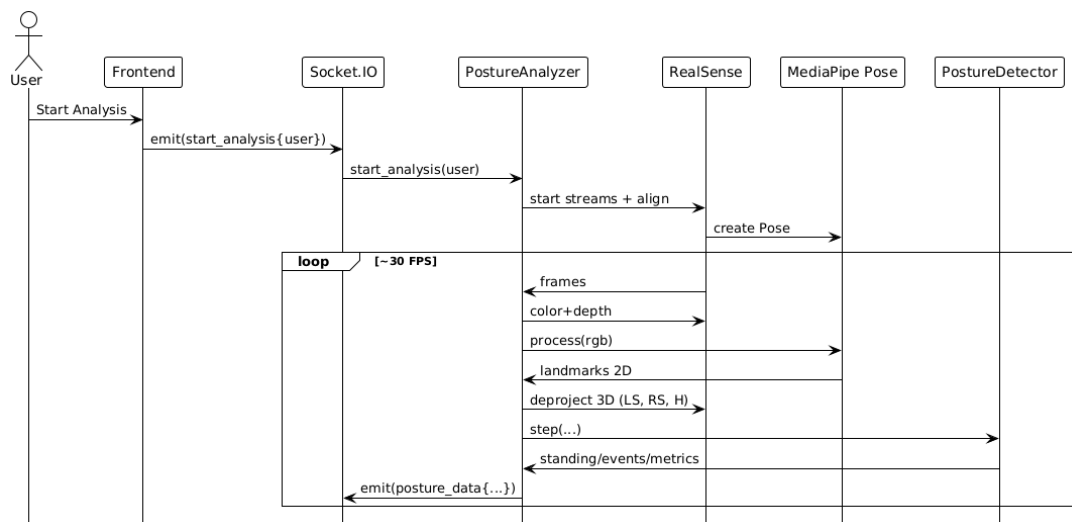 User
Frontend
Socket.IO
PostureAnalyzer
RealSense
MediaPipe Pose
PostureDetector
Start Analysis
emit(start_analysis{user})
start_analysis(user)
start streams + align
create Pose
loop [~30 FPS]
frames
color+depth
process(rgb)
landmarks 2D
deproject 3D (LS, RS, H)
step(...)
standing/events/metrics
emit(posture_data{...})